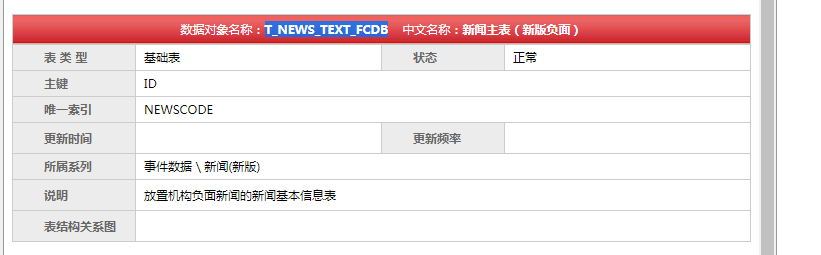 数据对象名称：T_NEWS_TEXT_FCDB 中文名称：新闻主表（新版负面）
表 类 型 基础表 状态 正常
主键 ID
唯一索引 NEWSCODE
更新时间 更新频率
所属系列 事件数据 \ 新闻(新版)
说明 放置机构负面新闻的新闻基本信息表
表结构关系图